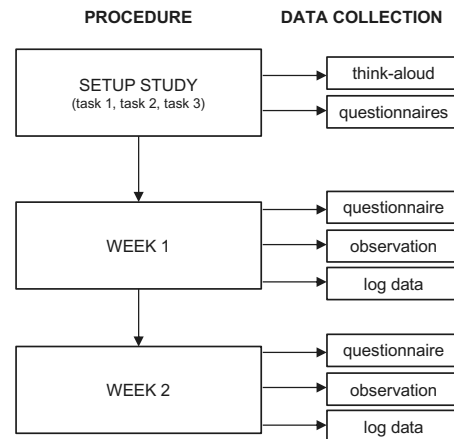 PROCEDURE DATA COLLECTION
SETUP STUDY
(task 1, task 2, task 3)
think-aloud
questionnaires
WEEK 1
questionnaire
observation
log data
WEEK 2
questionnaire
observation
log data